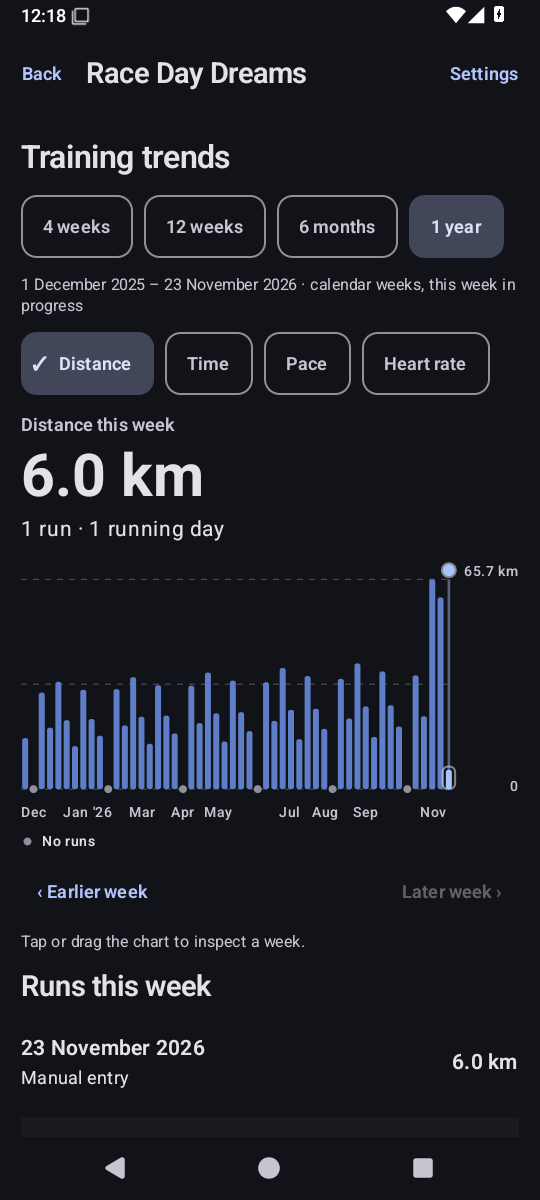 12:18
Back Race Day Dreams Settings
Training trends
4 weeks 12 weeks 6 months 1 year
1 December 2025 – 23 November 2026 · calendar weeks, this week in
progress
✓ Distance Time Pace Heart rate
Distance this week
6.0 km
1 run · 1 running day
65.7 km
0
Dec Jan '26 Mar Apr May Jul Aug Sep Nov
No runs
‹ Earlier week Later week ›
Tap or drag the chart to inspect a week.
Runs this week
23 November 2026
6.0 km
Manual entry